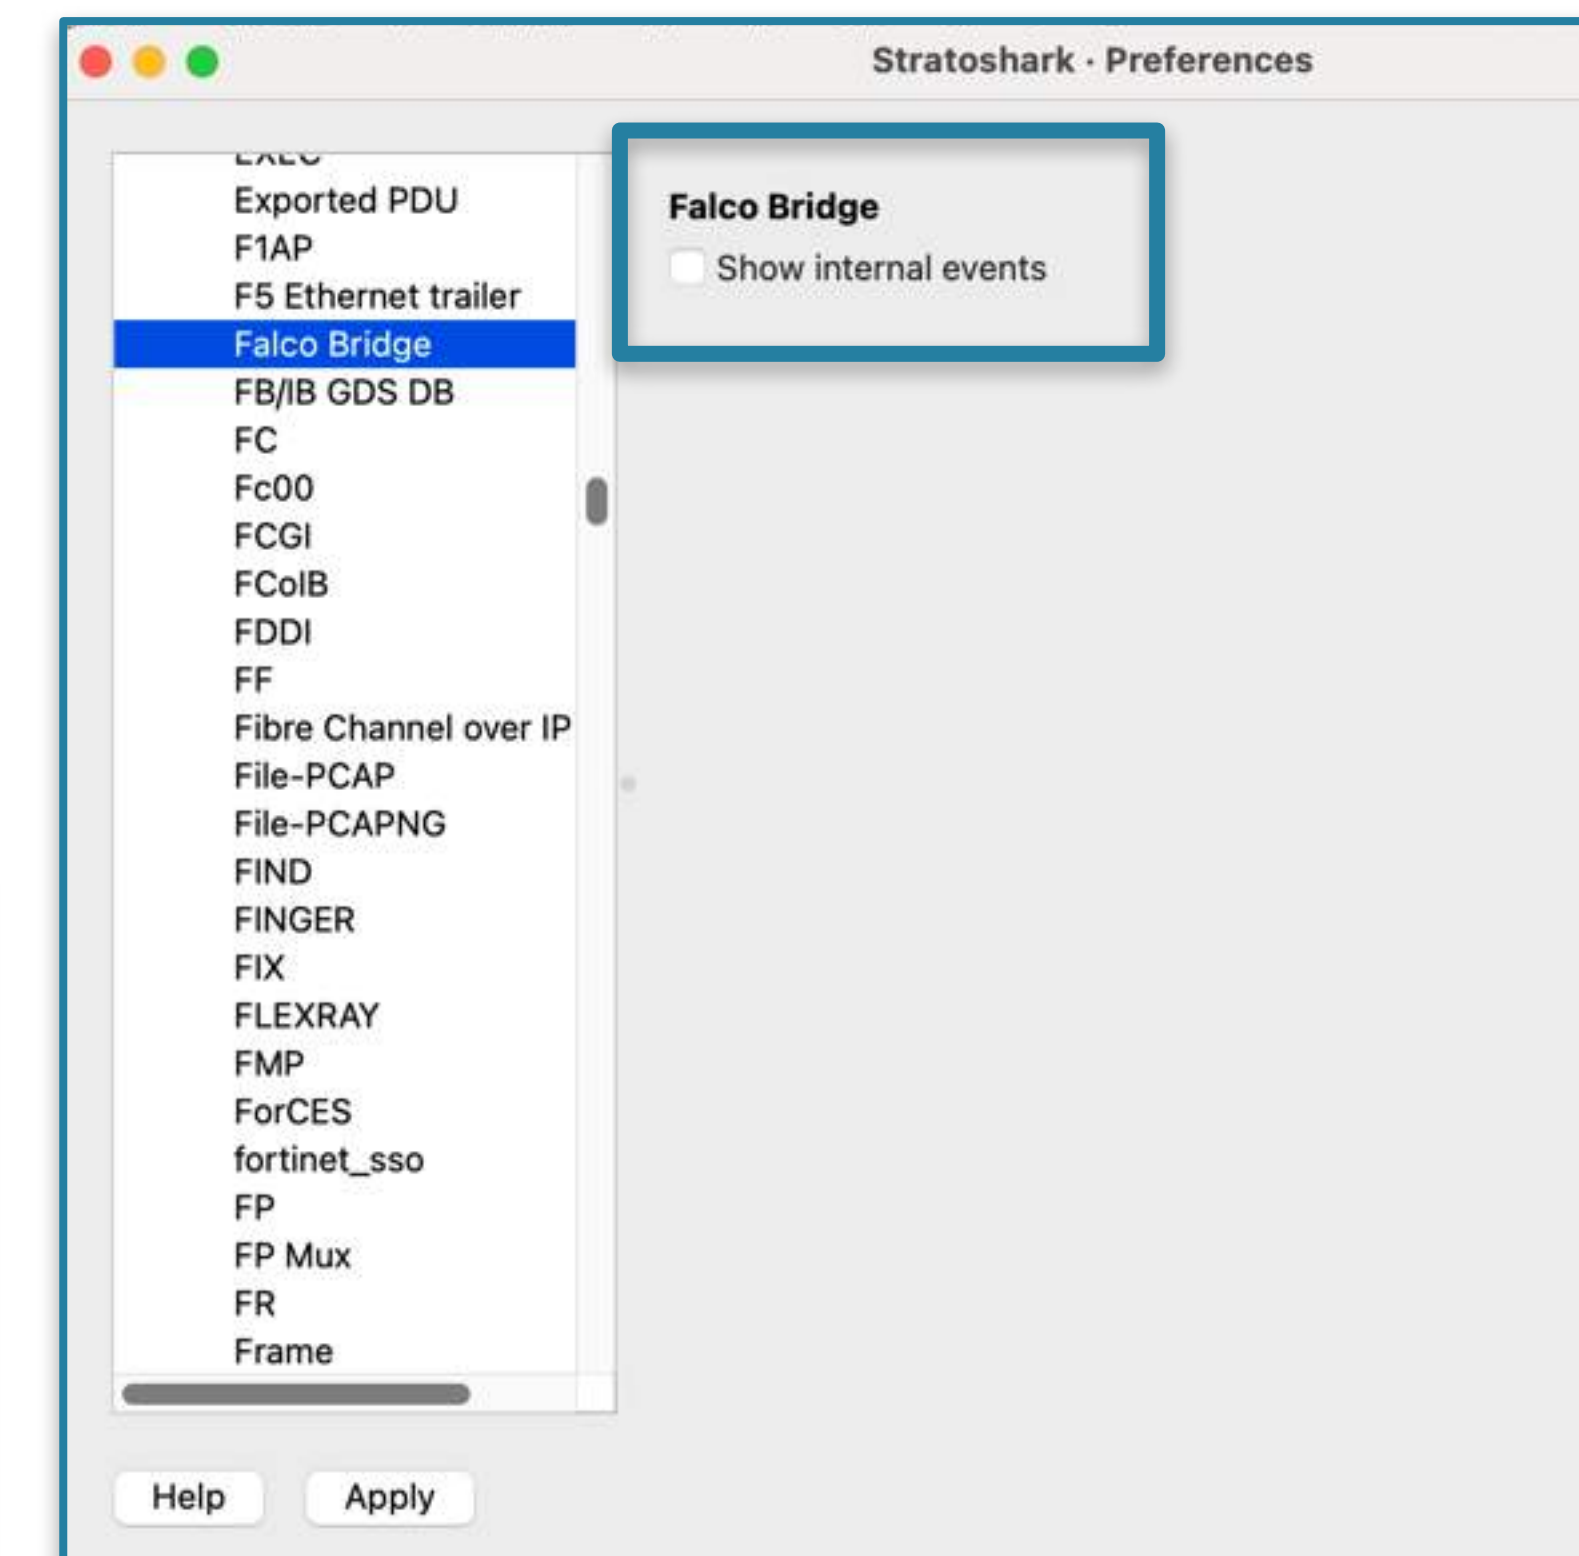 Stratoshark · Preferences
EXEC
Exported PDU
F1AP
F5 Ethernet trailer
Falco Bridge
FB/IB GDS DB
FC
Fc00
FCGI
FCoIB
FDDI
FF
Fibre Channel over IP
File-PCAP
File-PCAPNG
FIND
FINGER
FIX
FLEXRAY
FMP
ForCES
fortinet_sso
FP
FP Mux
FR
Frame
Falco Bridge
Show internal events
Help
Apply